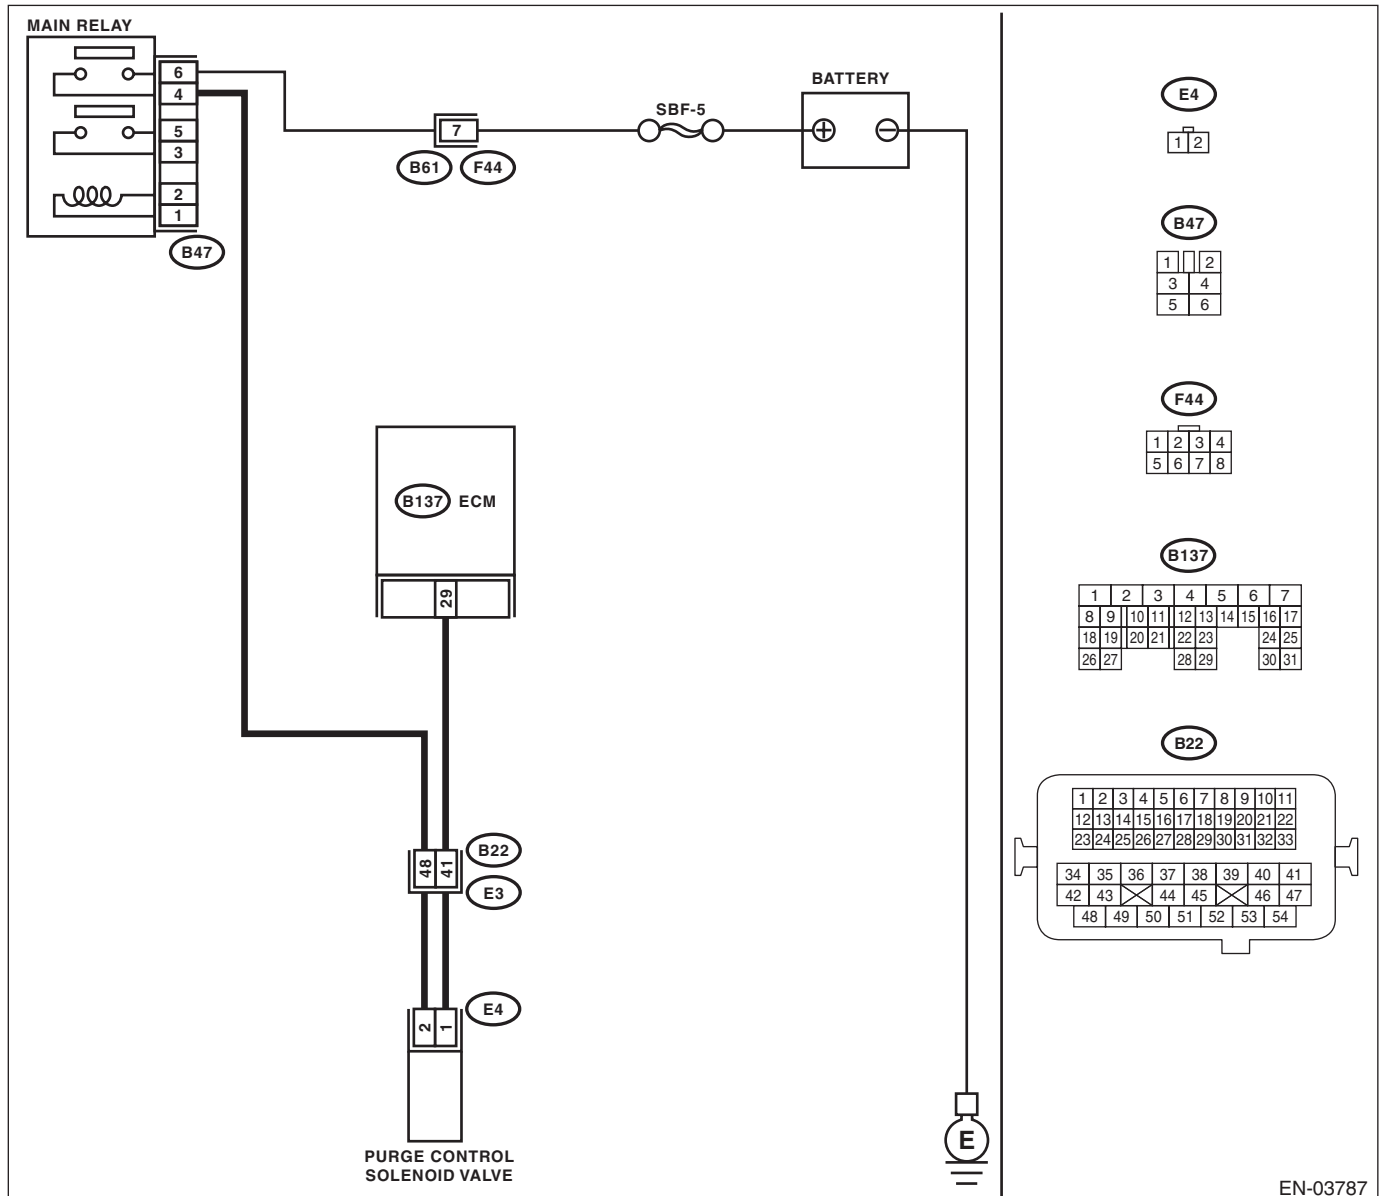 MAIN RELAY
6
4
5
3
2
1
B47
7
B61 F44
SBF-5
BATTERY
B137 ECM
29
48 41
B22
E3
2 1
E4
PURGE CONTROL
SOLENOID VALVE
E
E4
1 2
B47
1 2
3 4
5 6
F44
1 2 3 4
5 6 7 8
B137
1 2 3 4 5 6 7
8 9 10 11 12 13 14 15 16 17
18 19 20 21 22 23 24 25
26 27 28 29 30 31
B22
1 2 3 4 5 6 7 8 9 10 11
12 13 14 15 16 17 18 19 20 21 22
23 24 25 26 27 28 29 30 31 32 33
34 35 36 37 38 39 40 41
42 43 44 45 46 47
48 49 50 51 52 53 54
EN-03787